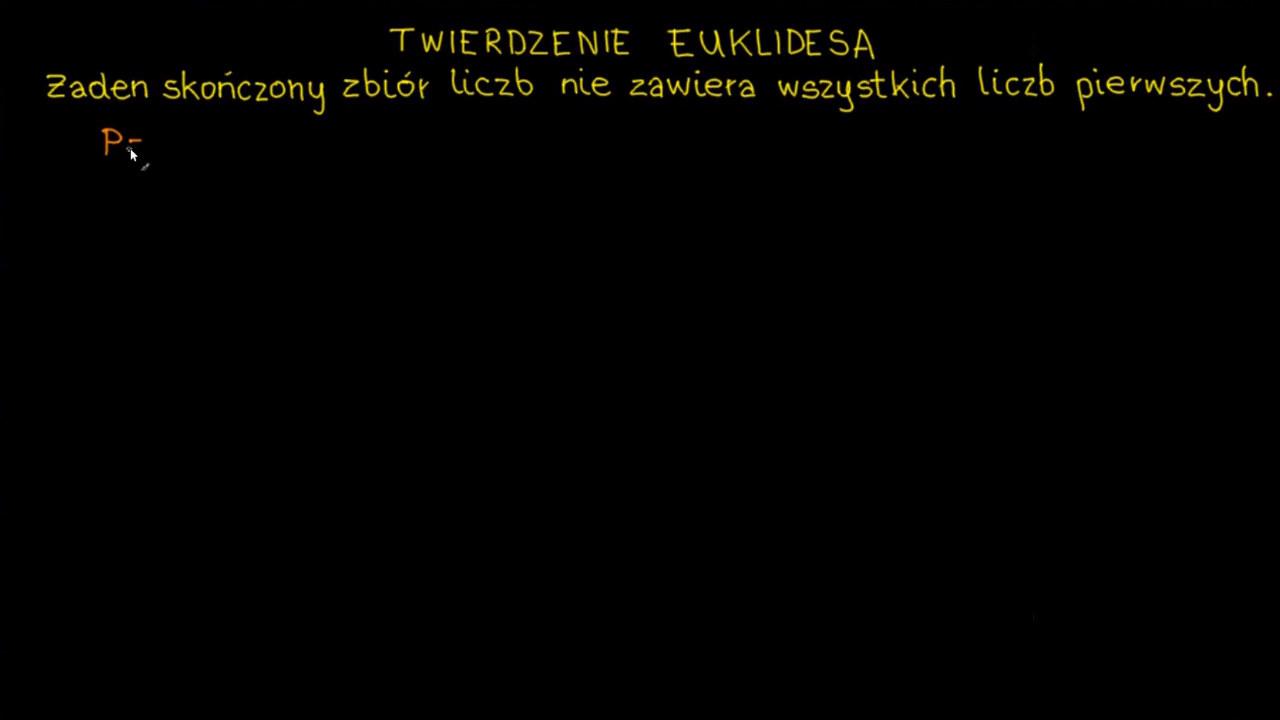 TWIERDZENIE EUKLIDESA
Żaden skończony zbiór liczb nie zawiera wszystkich liczb pierwszych.
P-